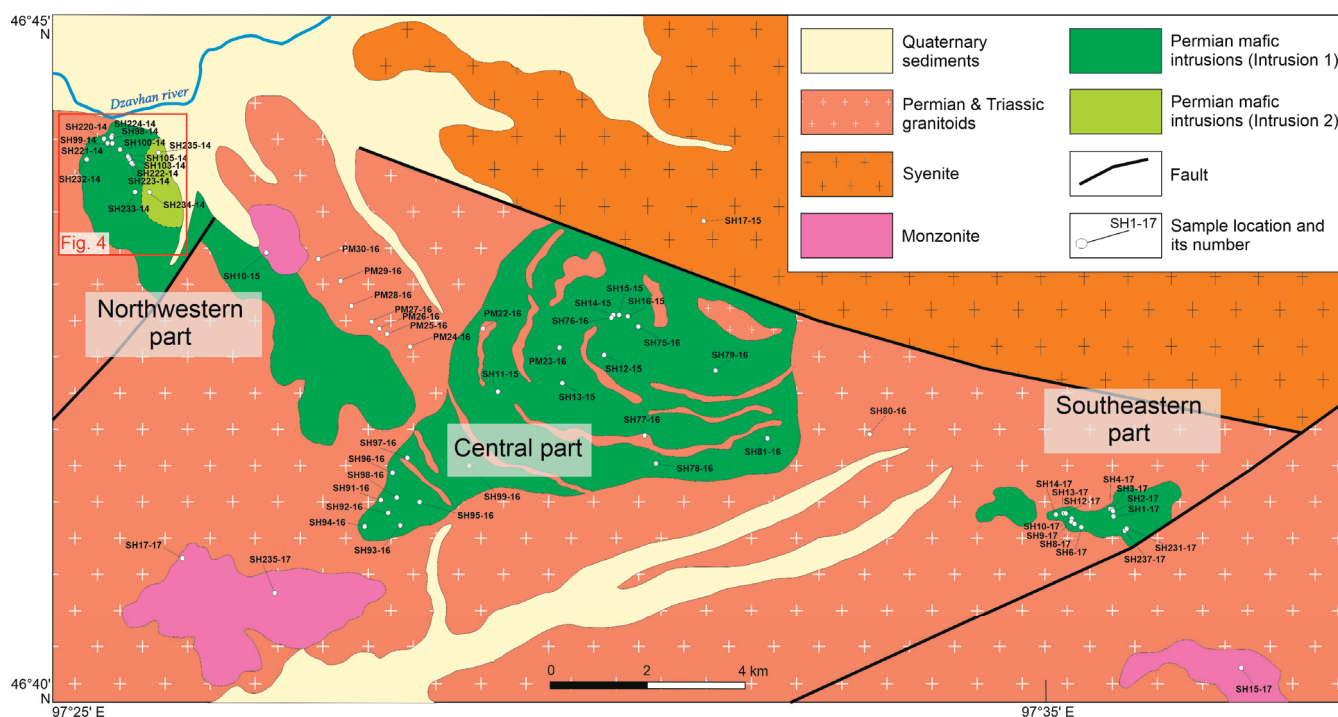 46°45'
N
Dzavhan river
SH224-14
SH220-14
SH98-14
SH99-14
SH100-14
SH235-14
SH221-14
SH105-14
SH103-14
SH222-14
SH232-14
SH223-14
SH233-14
SH234-14
Fig. 4
Northwestern
part
SH10-15
PM30-16
PM29-16
PM28-16
PM27-16
PM26-16
PM25-16
PM24-16
PM22-16
SH15-15
SH14-15
SH16-15
SH76-16
SH75-16
PM23-16
SH12-15
SH79-16
SH11-15
SH13-15
SH77-16
SH78-16
SH81-16
SH80-16
SH17-15
Central part
SH97-16
SH96-16
SH98-16
SH91-16
SH92-16
SH94-16
SH93-16
SH95-16
SH99-16
Southeastern
part
SH14-17
SH13-17
SH12-17
SH4-17
SH3-17
SH2-17
SH1-17
SH10-17
SH9-17
SH8-17
SH6-17
SH231-17
SH237-17
SH17-17
SH235-17
SH15-17
Quaternary
sediments
Permian & Triassic
granitoids
Syenite
Monzonite
Permian mafic
intrusions (Intrusion 1)
Permian mafic
intrusions (Intrusion 2)
Fault
SH1-17
Sample location and
its number
0 2 4 km
46°40'
N
97°25' E
97°35' E